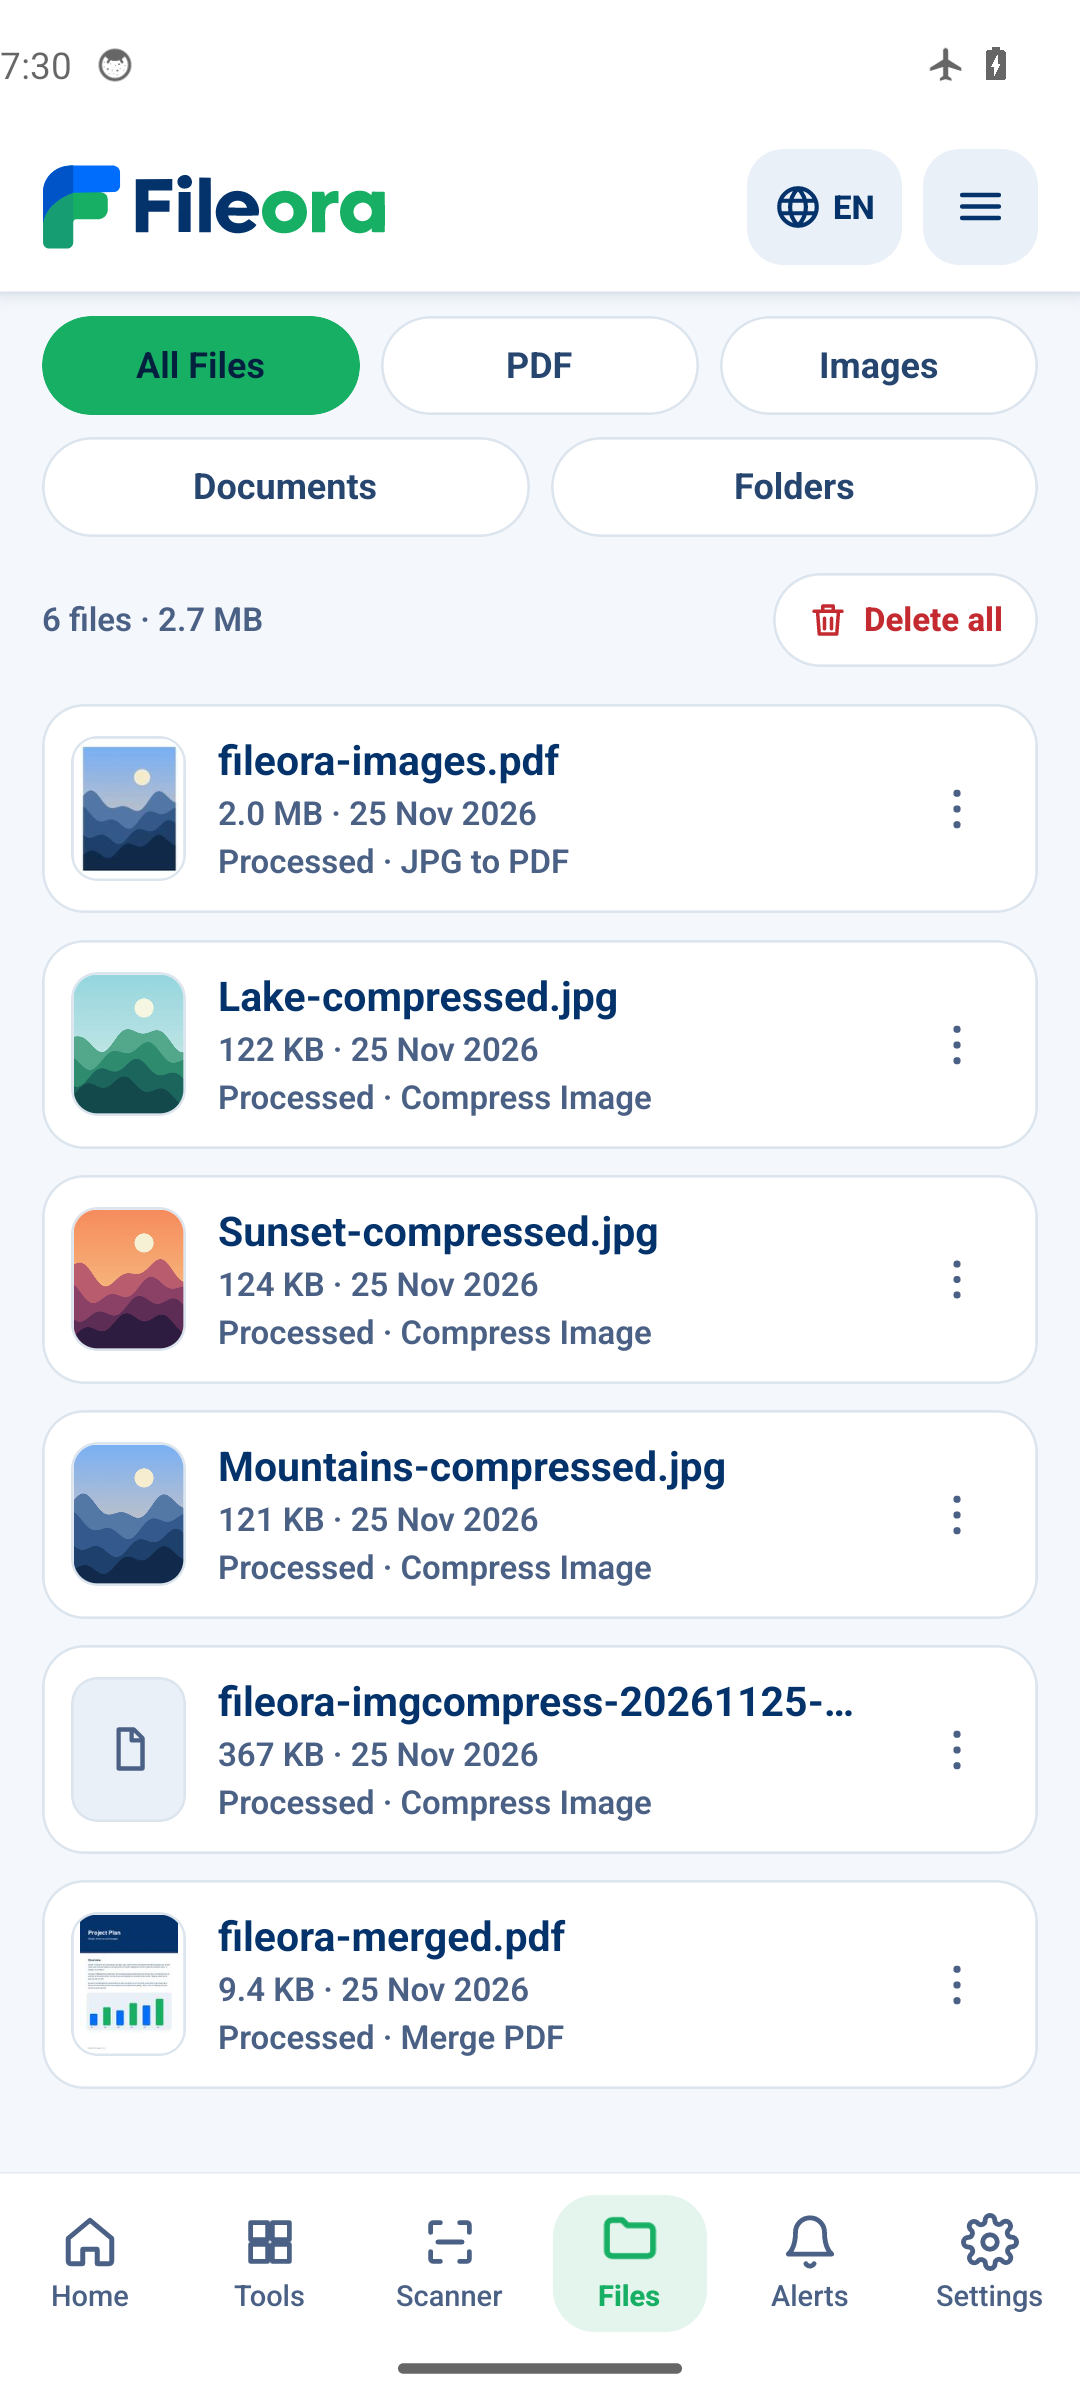 7:30
Fileora
EN
All Files
PDF
Images
Documents
Folders
6 files · 2.7 MB
Delete all
fileora-images.pdf
2.0 MB · 25 Nov 2026
Processed · JPG to PDF
Lake-compressed.jpg
122 KB · 25 Nov 2026
Processed · Compress Image
Sunset-compressed.jpg
124 KB · 25 Nov 2026
Processed · Compress Image
Mountains-compressed.jpg
121 KB · 25 Nov 2026
Processed · Compress Image
fileora-imgcompress-20261125-...
367 KB · 25 Nov 2026
Processed · Compress Image
Project Plan
fileora-merged.pdf
9.4 KB · 25 Nov 2026
Processed · Merge PDF
Home
Tools
Scanner
Files
Alerts
Settings